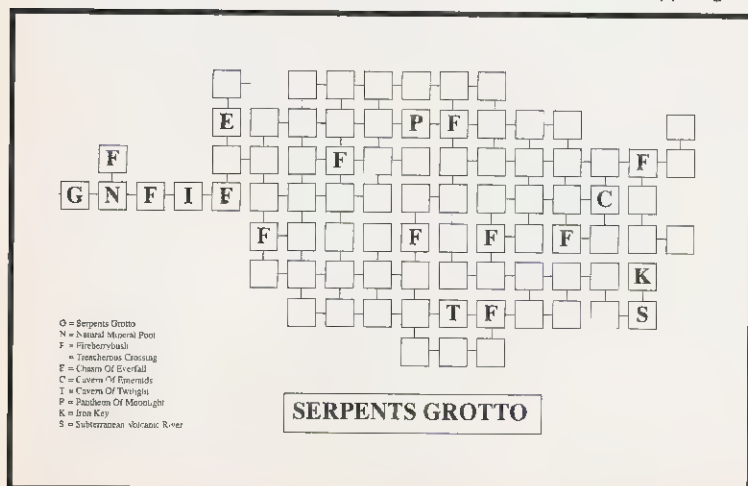 E P F
F F F
G N F I F C
F F F F
K
T F S
G = Serpents Grotto
N = Natural Mineral Pool
F = Fireberrybush
= Treacherous Crossing
E = Chasm Of Everfall
C = Cavern Of Emeralds
T = Cavern Of Twilight
P = Pantheon Of Moonlight
K = Iron Key
S = Subterranean Volcanic River
SERPENTS GROTTO